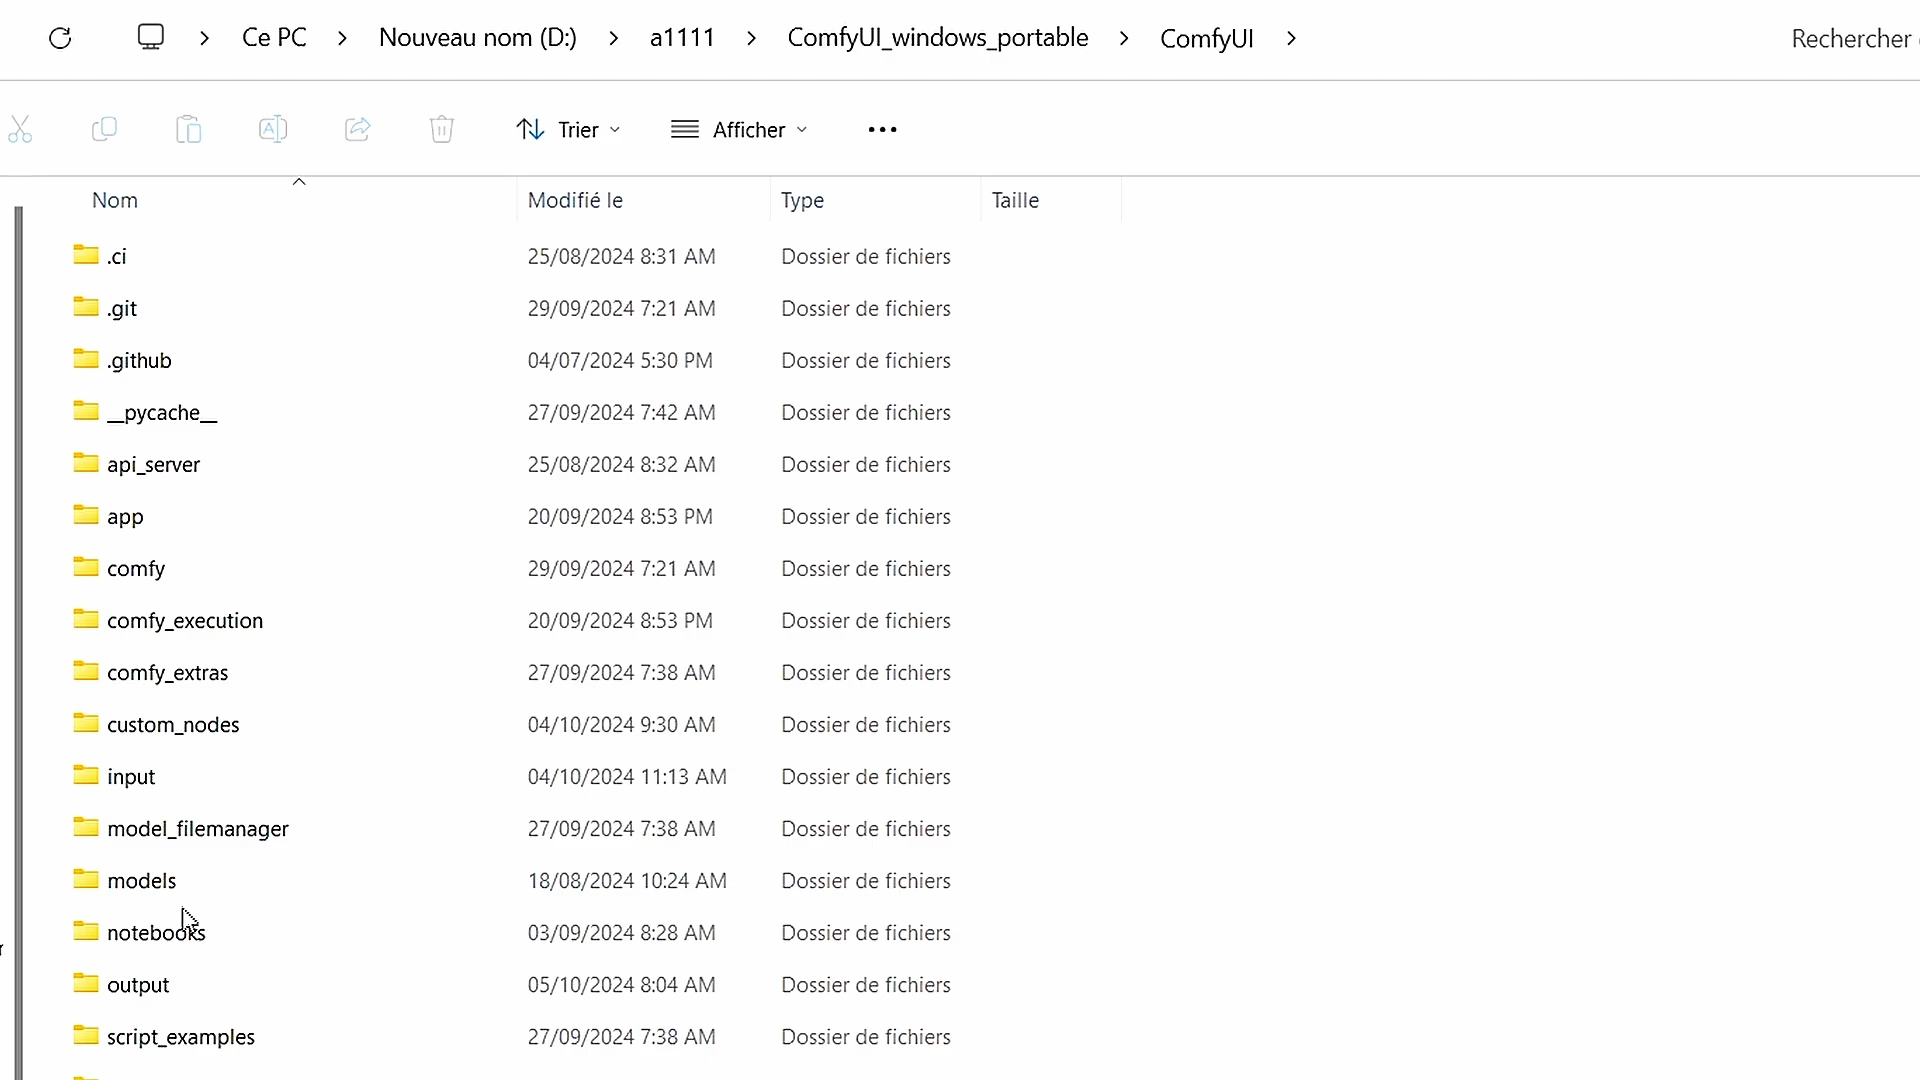 Ce PC > Nouveau nom (D:) > a1111 > ComfyUI_windows_portable > ComfyUI > Rechercher
Trier Afficher
Nom Modifié le Type Taille
.ci 25/08/2024 8:31 AM Dossier de fichiers
.git 29/09/2024 7:21 AM Dossier de fichiers
.github 04/07/2024 5:30 PM Dossier de fichiers
__pycache__ 27/09/2024 7:42 AM Dossier de fichiers
api_server 25/08/2024 8:32 AM Dossier de fichiers
app 20/09/2024 8:53 PM Dossier de fichiers
comfy 29/09/2024 7:21 AM Dossier de fichiers
comfy_execution 20/09/2024 8:53 PM Dossier de fichiers
comfy_extras 27/09/2024 7:38 AM Dossier de fichiers
custom_nodes 04/10/2024 9:30 AM Dossier de fichiers
input 04/10/2024 11:13 AM Dossier de fichiers
model_filemanager 27/09/2024 7:38 AM Dossier de fichiers
models 18/08/2024 10:24 AM Dossier de fichiers
notebooks 03/09/2024 8:28 AM Dossier de fichiers
output 05/10/2024 8:04 AM Dossier de fichiers
script_examples 27/09/2024 7:38 AM Dossier de fichiers